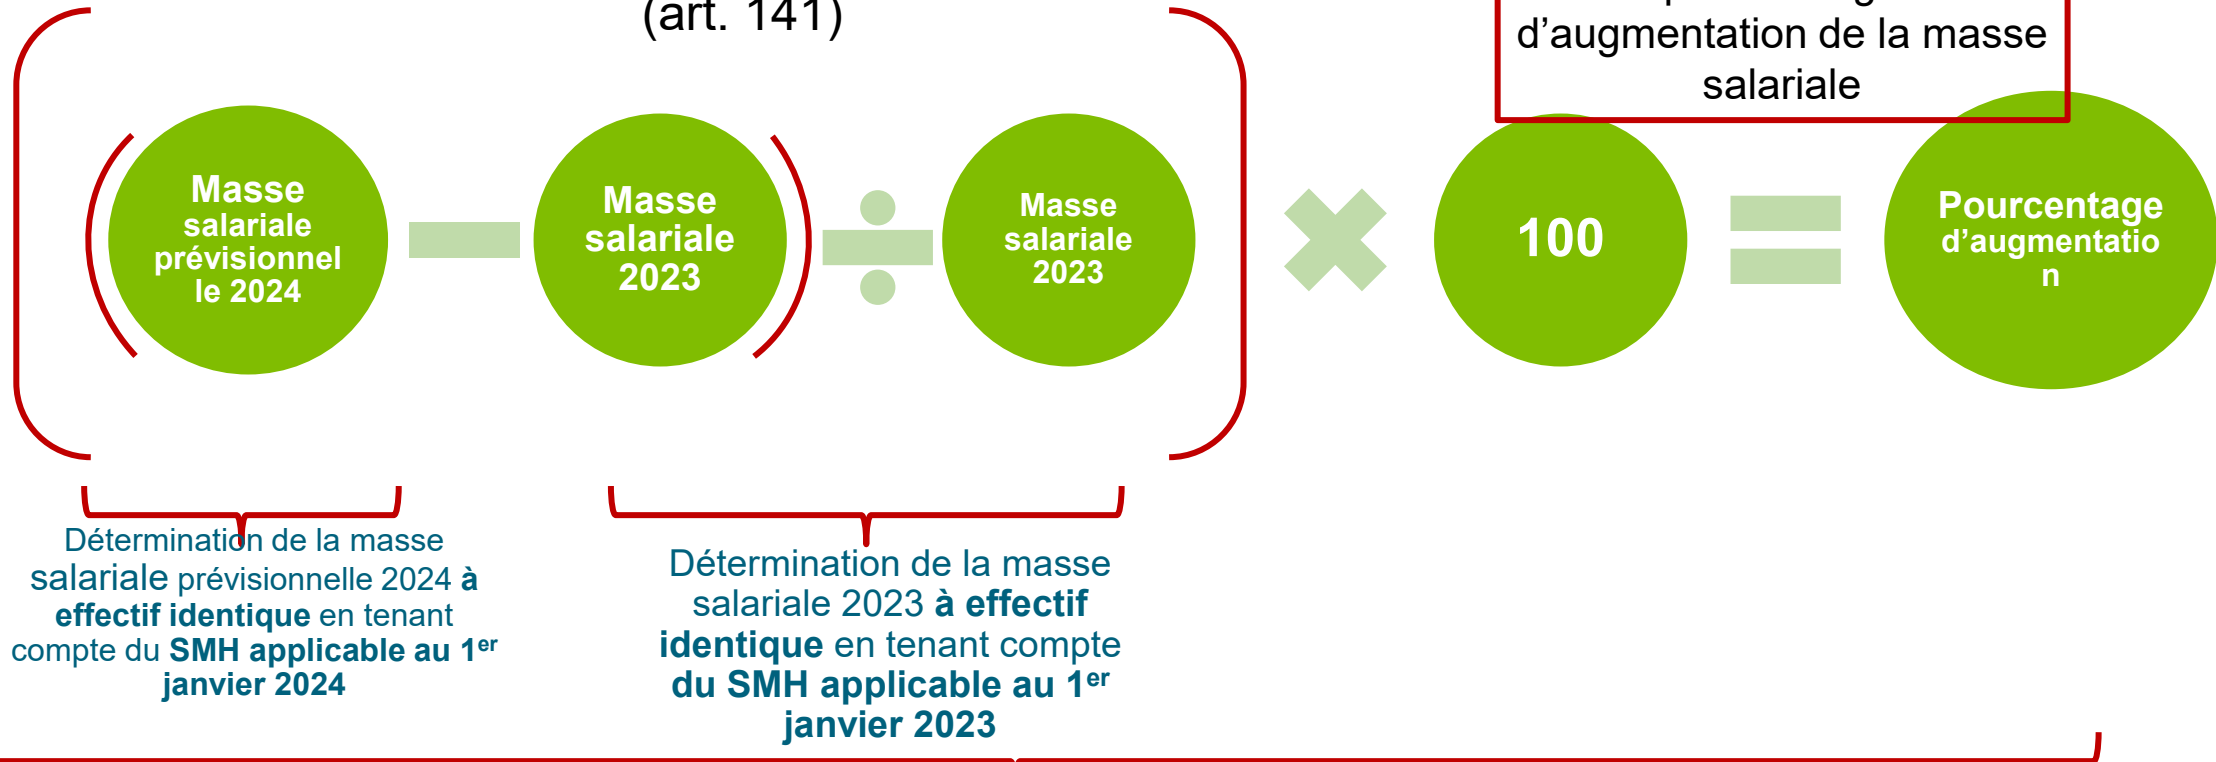 (art. 141)
d’augmentation de la masse
salariale
Masse
salariale
prévisionnel
le 2024
Masse
salariale
2023
Masse
salariale
2023
100
Pourcentage
d’augmentatio
n
Détermination de la masse
salariale prévisionnelle 2024 à
effectif identique en tenant
compte du SMH applicable au 1er
janvier 2024
Détermination de la masse
salariale 2023 à effectif
identique en tenant compte
du SMH applicable au 1er
janvier 2023